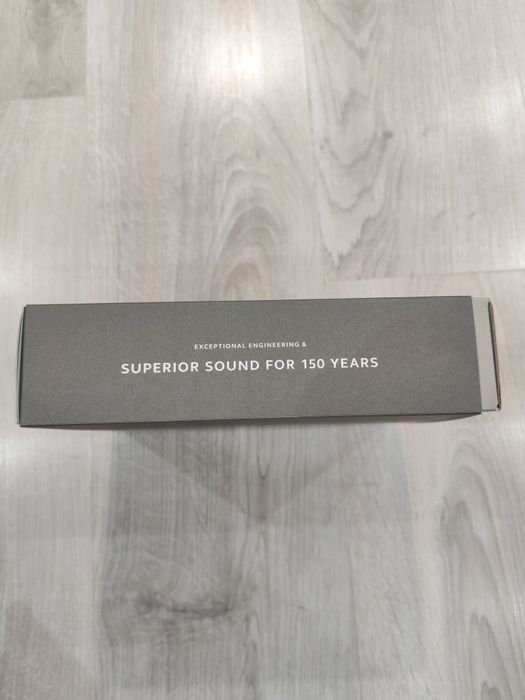 EXCEPTIONAL ENGINEERING &
SUPERIOR SOUND FOR 150 YEARS